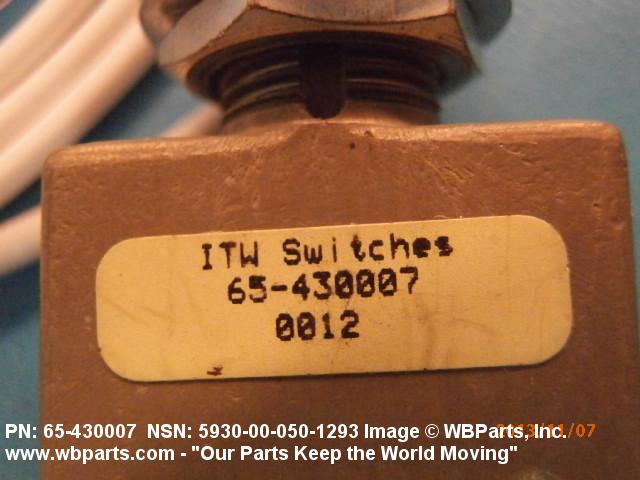 ITW Switches
65-430007
0012
PN: 65-430007 NSN: 5930-00-050-1293 Image © WBParts, Inc.
www.wbparts.com - "Our Parts Keep the World Moving"